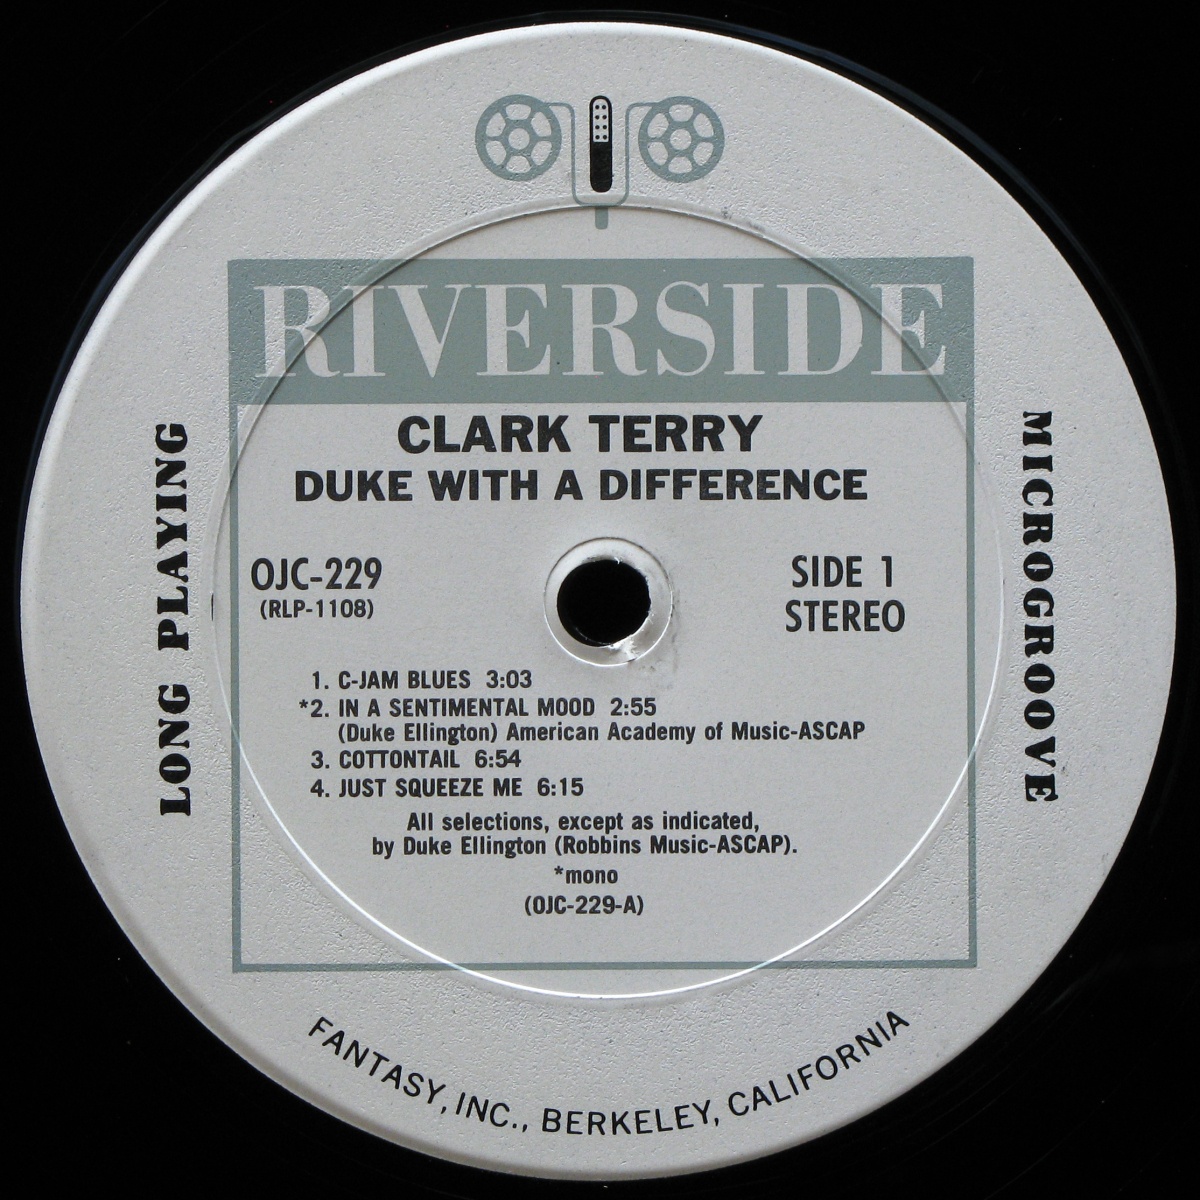 RIVERSIDE
CLARK TERRY
DUKE WITH A DIFFERENCE
LONG PLAYING
MICROGROOVE
OJC-229
(RLP-1108)
SIDE 1
STEREO
1. C-JAM BLUES 3:03
*2. IN A SENTIMENTAL MOOD 2:55
(Duke Ellington) American Academy of Music-ASCAP
3. COTTONTAIL 6:54
4. JUST SQUEEZE ME 6:15
All selections, except as indicated,
by Duke Ellington (Robbins Music-ASCAP).
*mono
(OJC-229-A)
FANTASY, INC., BERKELEY, CALIFORNIA